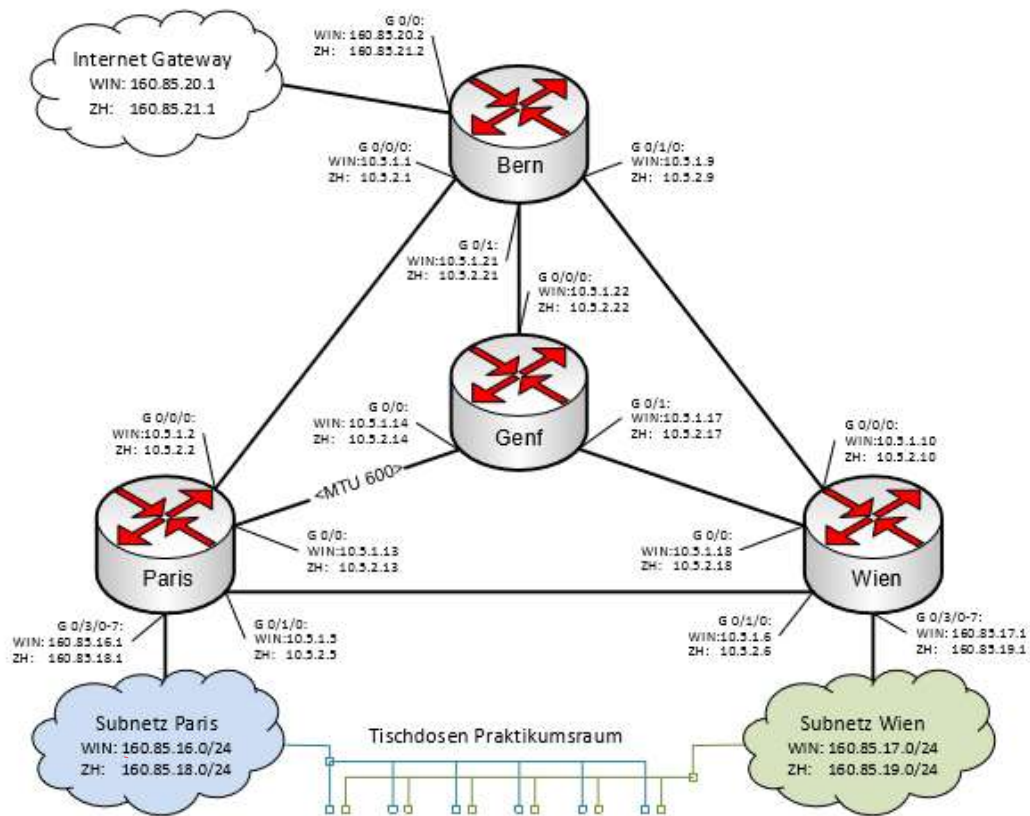 G 0/0:
WIN: 160.85.20.2
ZH: 160.85.21.2
Internet Gateway
WIN: 160.85.20.1
ZH: 160.85.21.1
G 0/0/0:
WIN:10.5.1.1
ZH: 10.5.2.1
Bern
G 0/1/0:
WIN:10.5.1.9
ZH: 10.5.2.9
G 0/1:
WIN:10.5.1.21
ZH: 10.5.2.21
G 0/0/0:
WIN:10.5.1.22
ZH: 10.5.2.22
G 0/0/0:
WIN:10.5.1.2
ZH: 10.5.2.2
G 0/0:
WIN:10.5.1.14
ZH: 10.5.2.14
Genf
G 0/1:
WIN:10.5.1.17
ZH: 10.5.2.17
G 0/0/0:
WIN:10.5.1.10
ZH: 10.5.2.10
<MTU 600>
Paris
G 0/0:
WIN:10.5.1.13
ZH: 10.5.2.13
G 0/0:
WIN:10.5.1.18
ZH: 10.5.2.18
Wien
G 0/3/0-7:
WIN: 160.85.16.1
ZH: 160.85.18.1
G 0/1/0:
WIN:10.5.1.5
ZH: 10.5.2.5
G 0/1/0:
WIN:10.5.1.6
ZH: 10.5.2.6
G 0/3/0-7:
WIN: 160.85.17.1
ZH: 160.85.19.1
Subnetz Paris
WIN: 160.85.16.0/24
ZH: 160.85.18.0/24
Tischdosen Praktikumsraum
Subnetz Wien
WIN: 160.85.17.0/24
ZH: 160.85.19.0/24